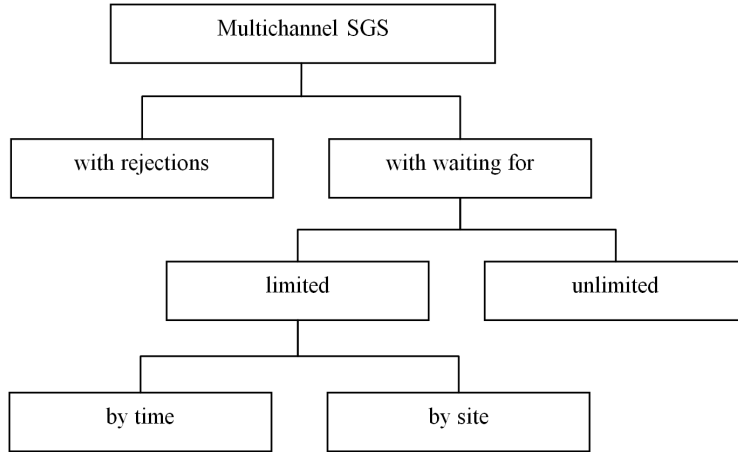 Multichannel SGS
with rejections
with waiting for
limited
unlimited
by time
by site